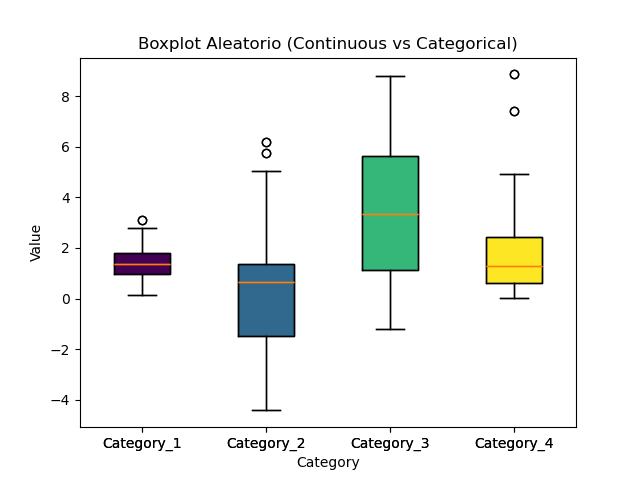 Boxplot Aleatorio (Continuous vs Categorical)
8
6
4
2
0
−2
−4
Value
Category_1 Category_2 Category_3 Category_4
Category